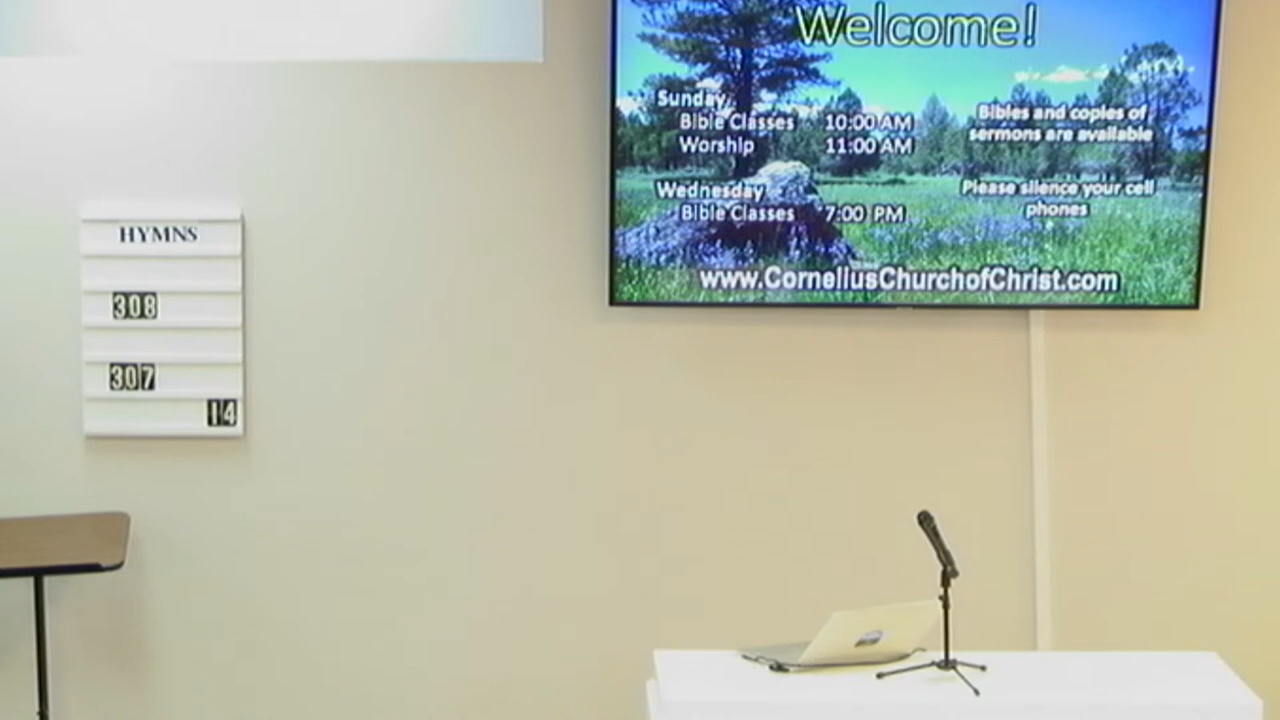 Welcome!
Sunday
Bible Classes 10:00 AM
Worship 11:00 AM
Wednesday
Bible Classes 7:00 PM
Bibles and copies of
sermons are available
Please silence your cell
phones
www.CorneliusChurchofChrist.com
HYMNS
308
307
14